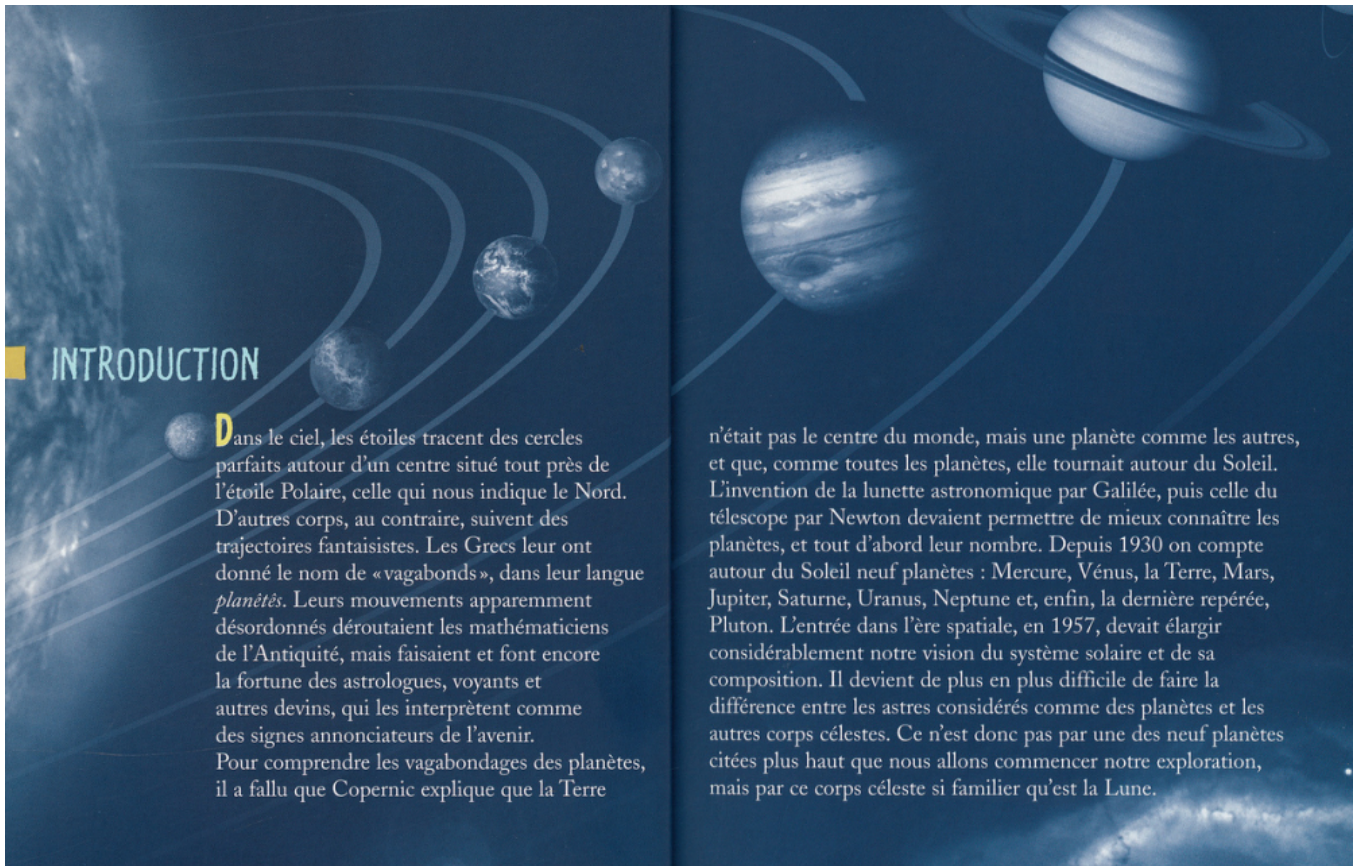 INTRODUCTION
Dans le ciel, les étoiles tracent des cercles
parfaits autour d'un centre situé tout près de
l'étoile Polaire, celle qui nous indique le Nord.
D'autres corps, au contraire, suivent des
trajectoires fantaisistes. Les Grecs leur ont
donné le nom de «vagabonds», dans leur langue
planêtês. Leurs mouvements apparemment
désordonnés déroutaient les mathématiciens
de l'Antiquité, mais faisaient et font encore
la fortune des astrologues, voyants et
autres devins, qui les interprètent comme
des signes annonciateurs de l'avenir.
Pour comprendre les vagabondages des planètes,
il a fallu que Copernic explique que la Terre
n'était pas le centre du monde, mais une planète comme les autres,
et que, comme toutes les planètes, elle tournait autour du Soleil.
L'invention de la lunette astronomique par Galilée, puis celle du
télescope par Newton devaient permettre de mieux connaître les
planètes, et tout d'abord leur nombre. Depuis 1930 on compte
autour du Soleil neuf planètes : Mercure, Vénus, la Terre, Mars,
Jupiter, Saturne, Uranus, Neptune et, enfin, la dernière repérée,
Pluton. L'entrée dans l'ère spatiale, en 1957, devait élargir
considérablement notre vision du système solaire et de sa
composition. Il devient de plus en plus difficile de faire la
différence entre les astres considérés comme des planètes et les
autres corps célestes. Ce n'est donc pas par une des neuf planètes
citées plus haut que nous allons commencer notre exploration,
mais par ce corps céleste si familier qu'est la Lune.